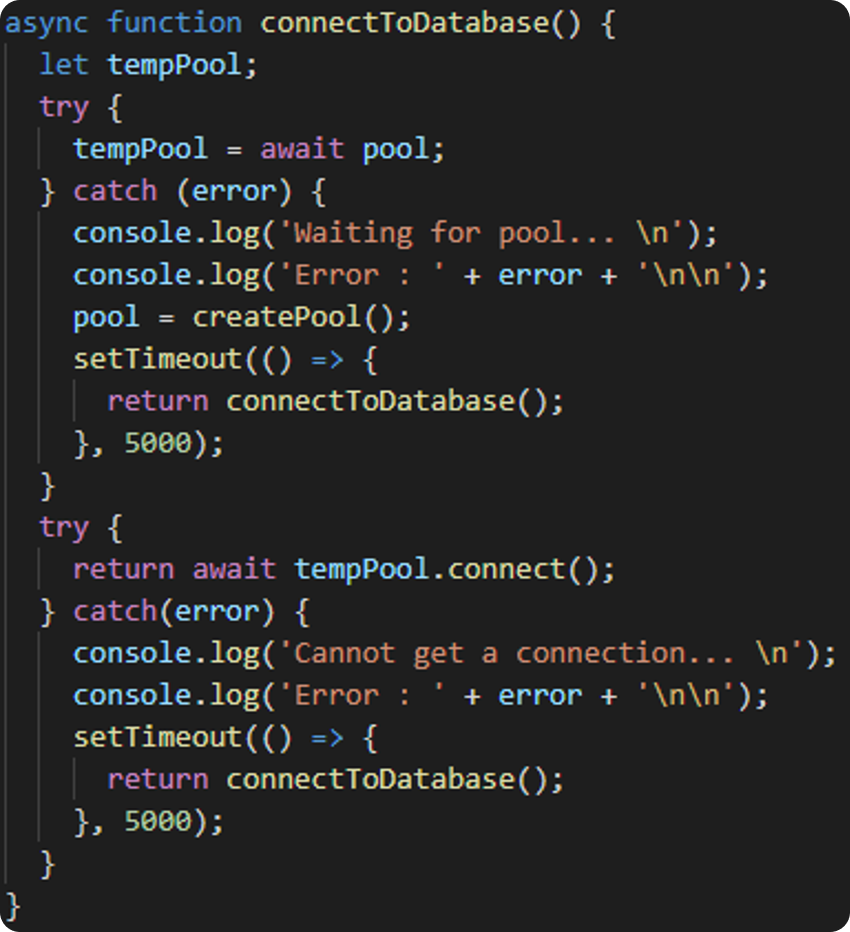 async function connectToDatabase() {
  let tempPool;
  try {
    tempPool = await pool;
  } catch (error) {
    console.log('Waiting for pool... \n');
    console.log('Error : ' + error + '\n\n');
    pool = createPool();
    setTimeout(() => {
      return connectToDatabase();
    }, 5000);
  }
  try {
    return await tempPool.connect();
  } catch(error) {
    console.log('Cannot get a connection... \n');
    console.log('Error : ' + error + '\n\n');
    setTimeout(() => {
      return connectToDatabase();
    }, 5000);
  }
}